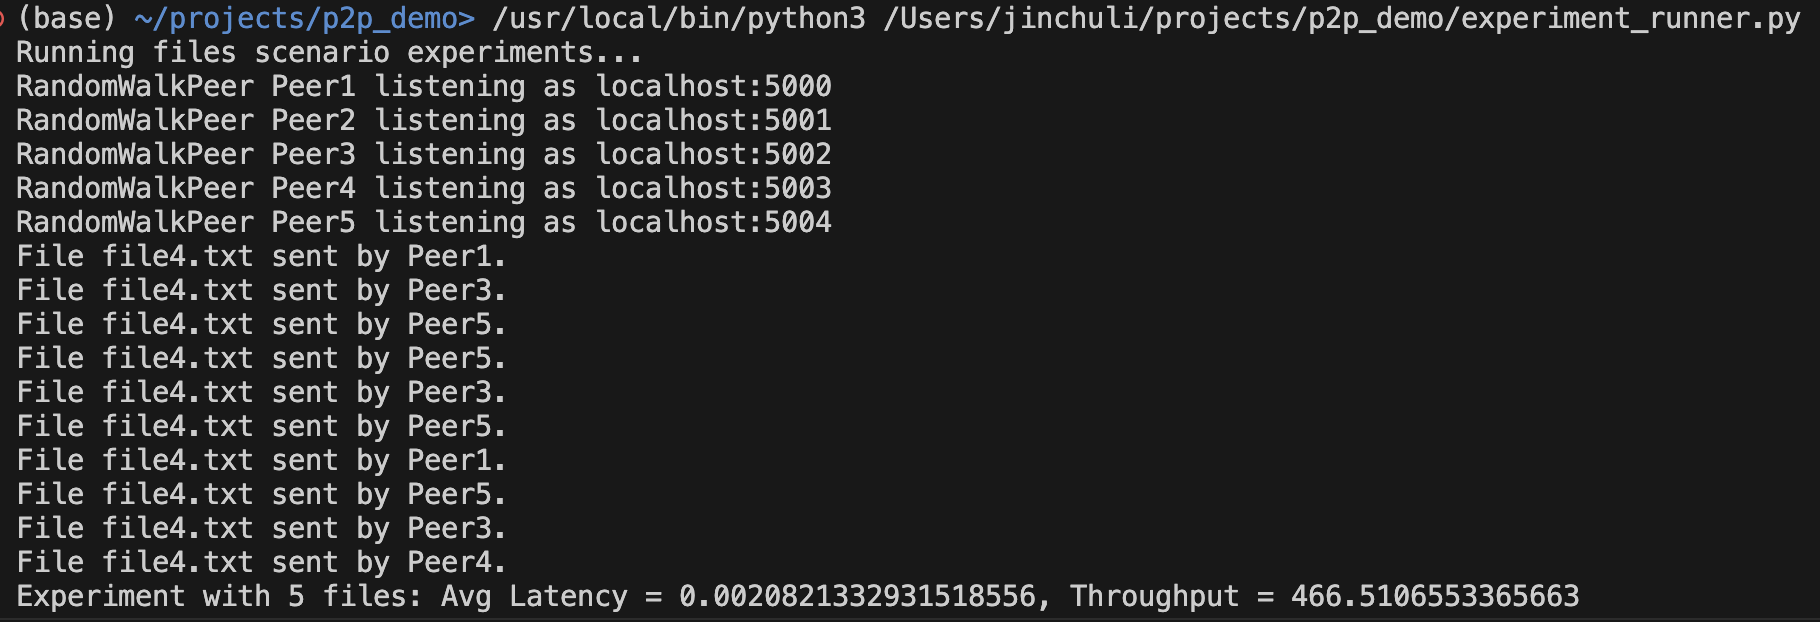 (base) ~/projects/p2p_demo> /usr/local/bin/python3 /Users/jinchuli/projects/p2p_demo/experiment_runner.py
Running files scenario experiments...
RandomWalkPeer Peer1 listening as localhost:5000
RandomWalkPeer Peer2 listening as localhost:5001
RandomWalkPeer Peer3 listening as localhost:5002
RandomWalkPeer Peer4 listening as localhost:5003
RandomWalkPeer Peer5 listening as localhost:5004
File file4.txt sent by Peer1.
File file4.txt sent by Peer3.
File file4.txt sent by Peer5.
File file4.txt sent by Peer5.
File file4.txt sent by Peer3.
File file4.txt sent by Peer5.
File file4.txt sent by Peer1.
File file4.txt sent by Peer5.
File file4.txt sent by Peer3.
File file4.txt sent by Peer4.
Experiment with 5 files: Avg Latency = 0.0020821332931518556, Throughput = 466.5106553365663